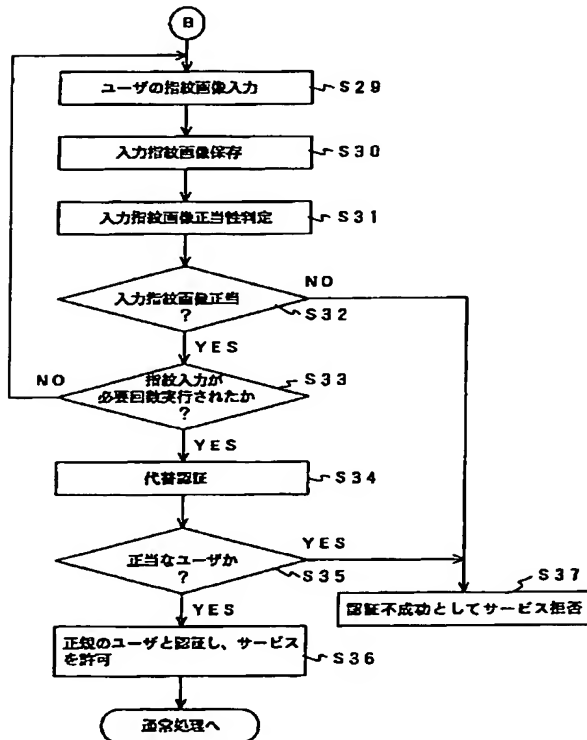 B
ユーザの指紋画像入力
S29
入力指紋画像保存
S30
入力指紋画像正当性判定
S31
入力指紋画像正当
?
NO
S32
YES
指紋入力が
必要回数実行されたか
?
NO
S33
YES
代替認証
S34
正当なユーザか
?
YES
S35
S37
認証不成功としてサービス拒否
YES
正規のユーザと認証し、サービス
を許可
S36
通常処理へ